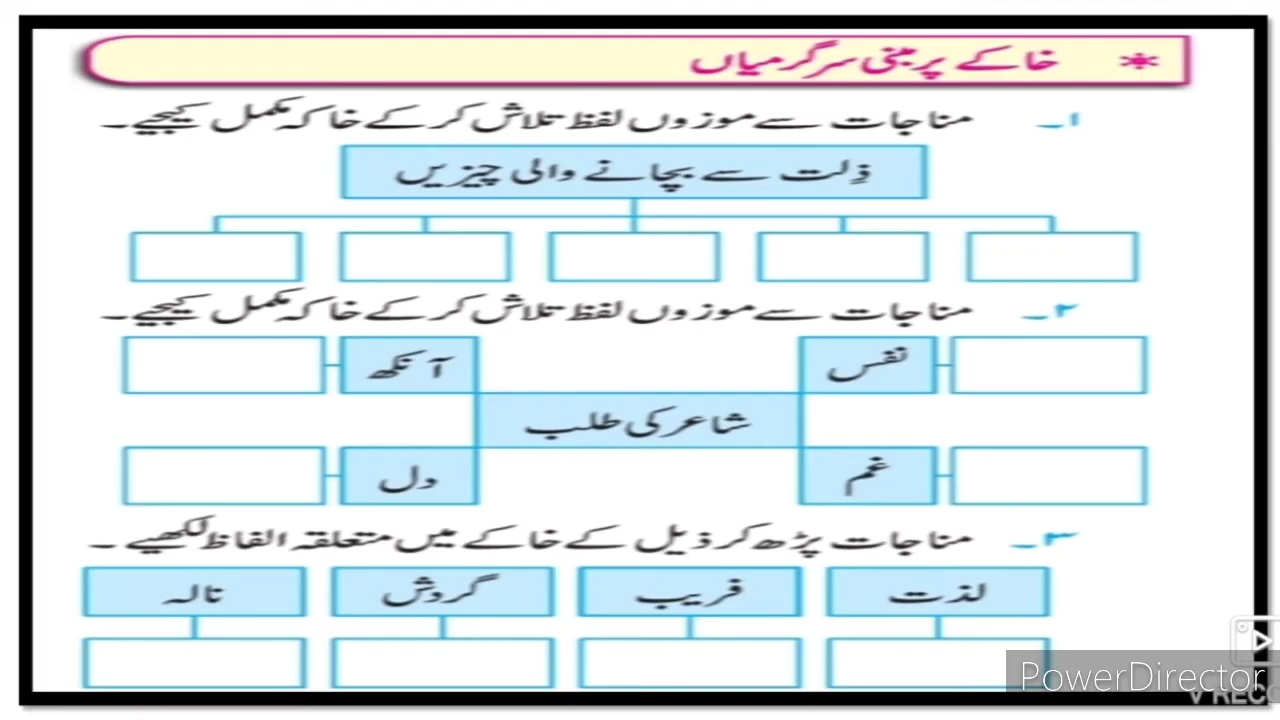 * خاکے پر مبنی سرگرمیاں
۱۔ مناجات سے موزوں لفظ تلاش کر کے خاکہ مکمل کیجیے۔
ذِلت سے بچانے والی چیزیں
۲۔ مناجات سے موزوں لفظ تلاش کر کے خاکہ مکمل کیجیے۔
نفس آنکھ
شاعر کی طلب
غم دل
۳۔ مناجات پڑھ کر ذیل کے خاکے میں متعلقہ الفاظ لکھیے۔
لذت فریب گردش نالہ
PowerDirector
V REC